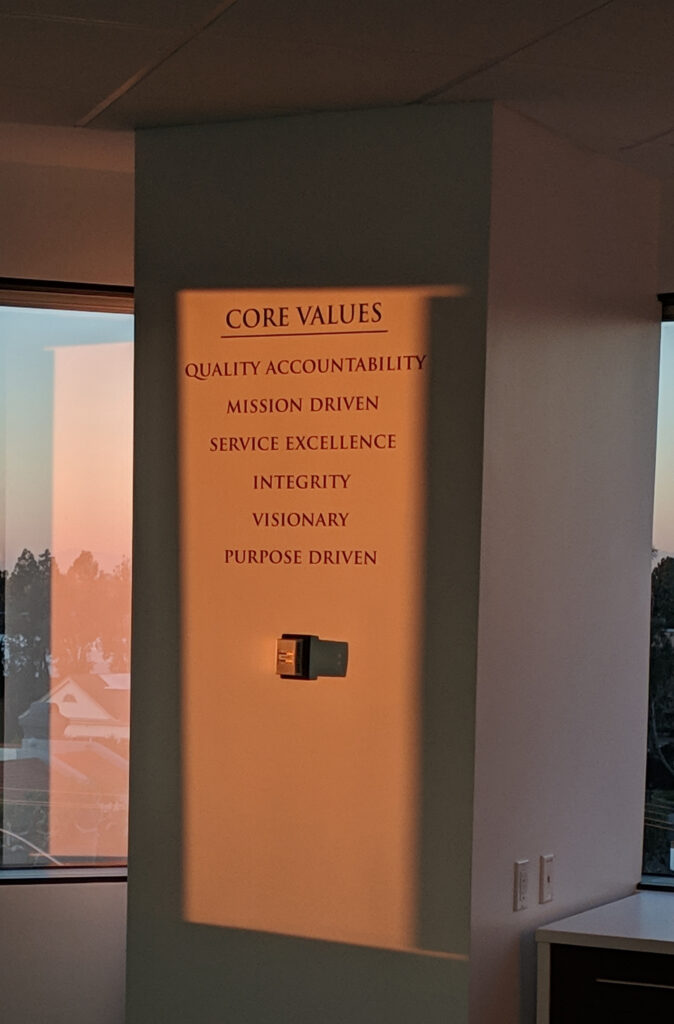 CORE VALUES
QUALITY ACCOUNTABILITY
MISSION DRIVEN
SERVICE EXCELLENCE
INTEGRITY
VISIONARY
PURPOSE DRIVEN